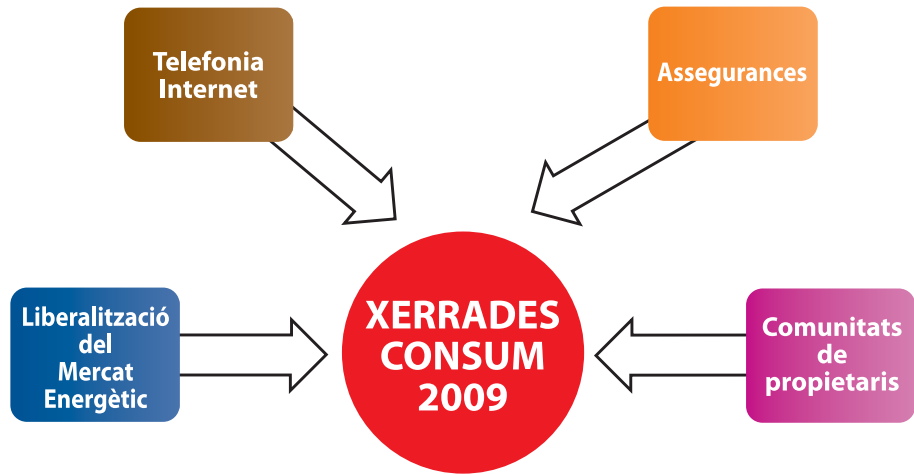 Telefonia
Internet
Assegurances
Liberalització
del
Mercat
Energètic
XERRADES
CONSUM
2009
Comunitats
de
propietaris